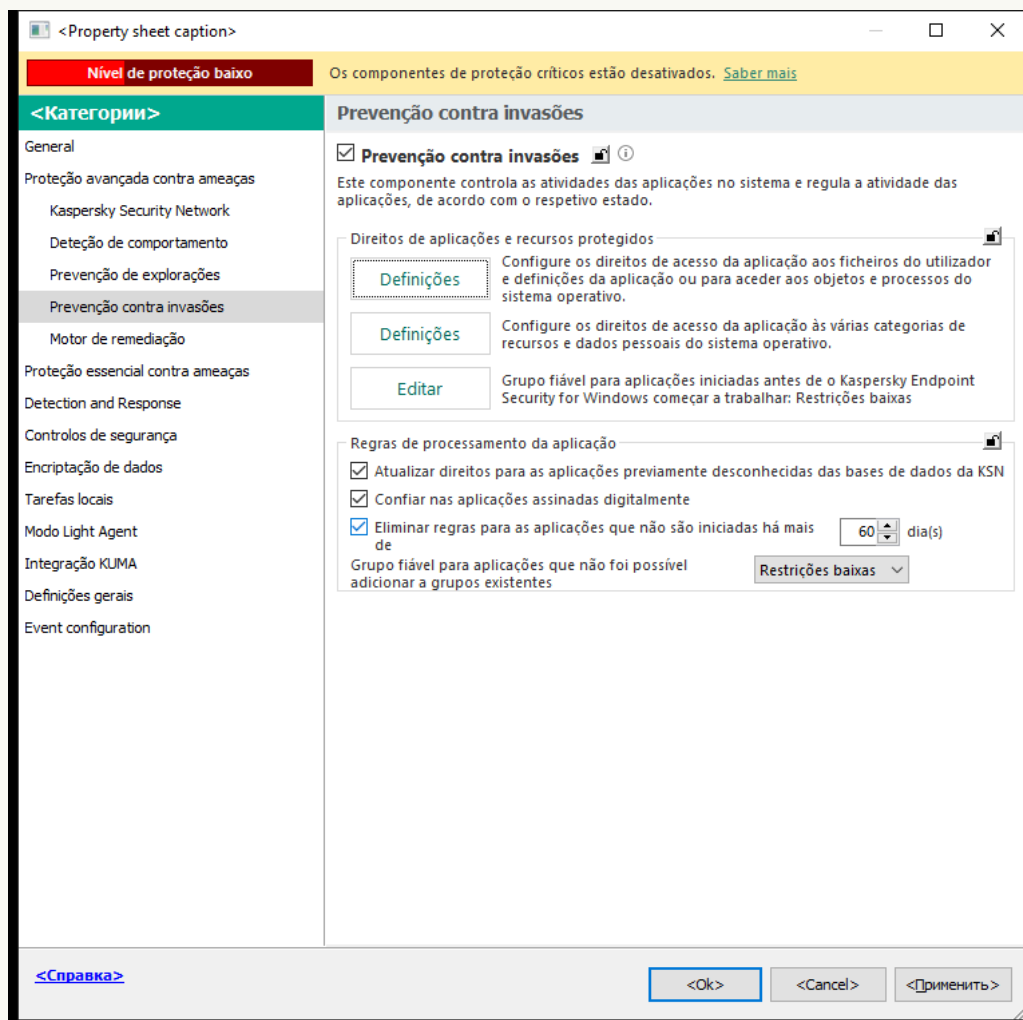 <Property sheet caption>
Nível de proteção baixo
Os componentes de proteção críticos estão desativados. Saber mais
<Категории>
General
Proteção avançada contra ameaças
Kaspersky Security Network
Deteção de comportamento
Prevenção de explorações
Prevenção contra invasões
Motor de remediação
Proteção essencial contra ameaças
Detection and Response
Controlos de segurança
Encriptação de dados
Tarefas locais
Modo Light Agent
Integração KUMA
Definições gerais
Event configuration
Prevenção contra invasões
Prevenção contra invasões
Este componente controla as atividades das aplicações no sistema e regula a atividade das
aplicações, de acordo com o respetivo estado.
Direitos de aplicações e recursos protegidos
Definições
Configure os direitos de acesso da aplicação aos ficheiros do utilizador
e definições da aplicação ou para aceder aos objetos e processos do
sistema operativo.
Definições
Configure os direitos de acesso da aplicação às várias categorias de
recursos e dados pessoais do sistema operativo.
Editar
Grupo fiável para aplicações iniciadas antes de o Kaspersky Endpoint
Security for Windows começar a trabalhar: Restrições baixas
Regras de processamento da aplicação
Atualizar direitos para as aplicações previamente desconhecidas das bases de dados da KSN
Confiar nas aplicações assinadas digitalmente
Eliminar regras para as aplicações que não são iniciadas há mais
de
60 dia(s)
Grupo fiável para aplicações que não foi possível
adicionar a grupos existentes
Restrições baixas
<Справка>
<Ok>
<Cancel>
<Применить>